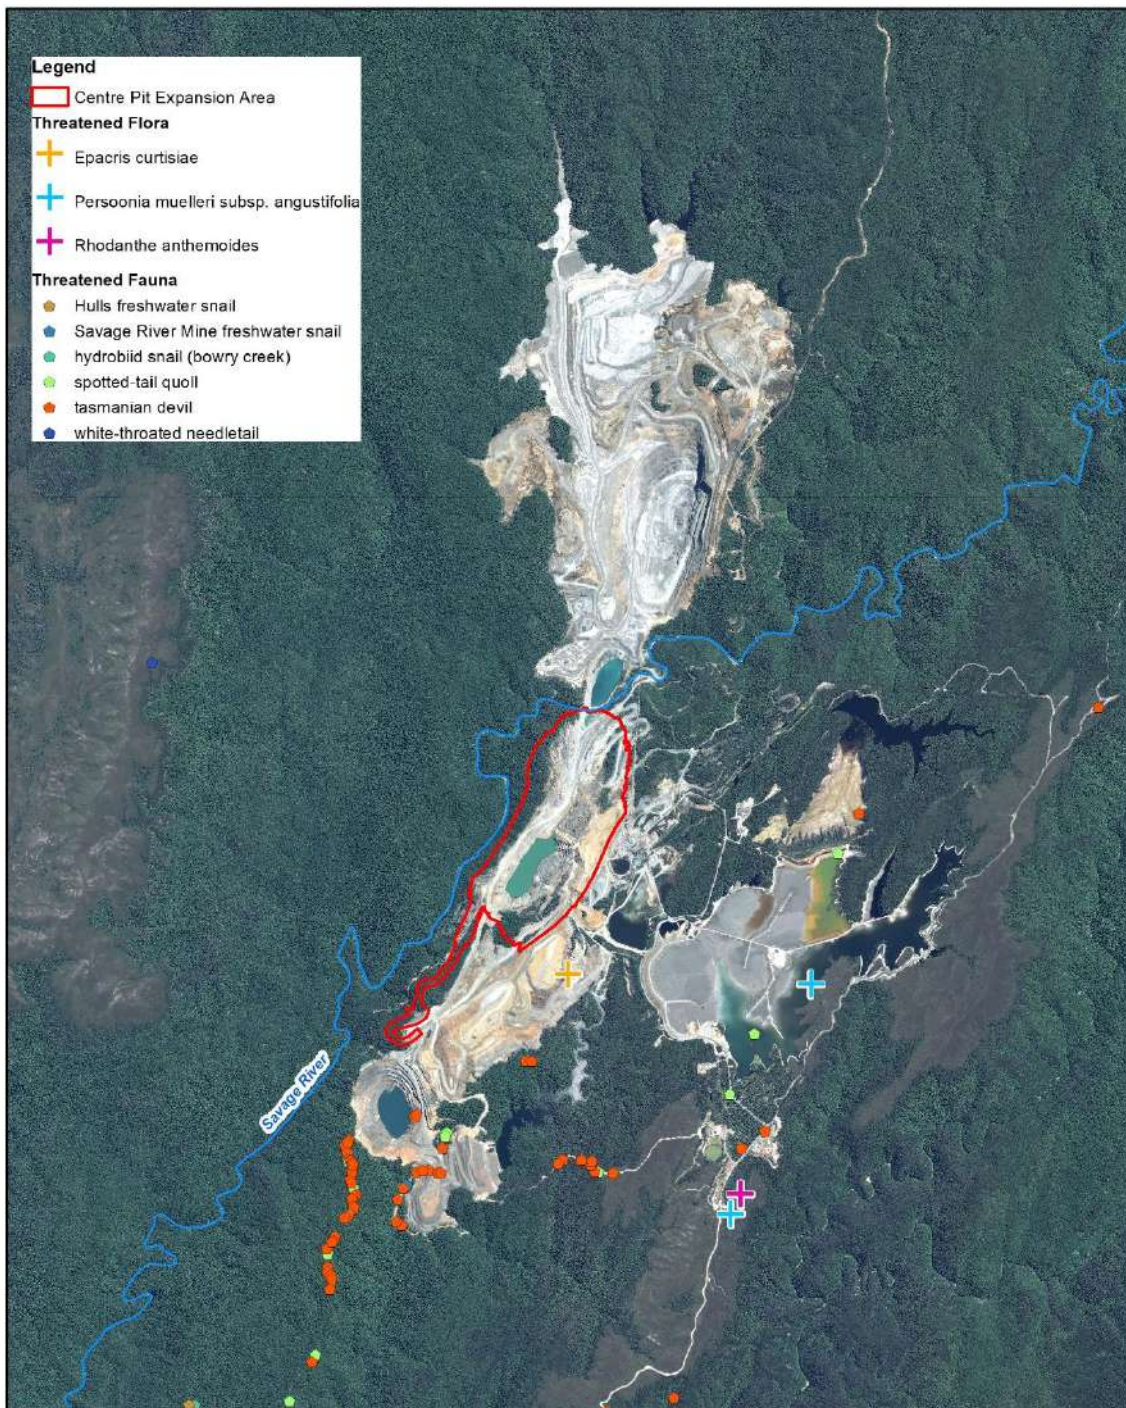 Legend
Centre Pit Expansion Area
Threatened Flora
Epacris curtisiae
Persoonia muelleri subsp. angustifolia
Rhodanthe anthemoides
Threatened Fauna
Hulls freshwater snail
Savage River Mine freshwater snail
hydrobiid snail (bowry creek)
spotted-tail quoll
tasmanian devil
white-throated needletail
Savage River